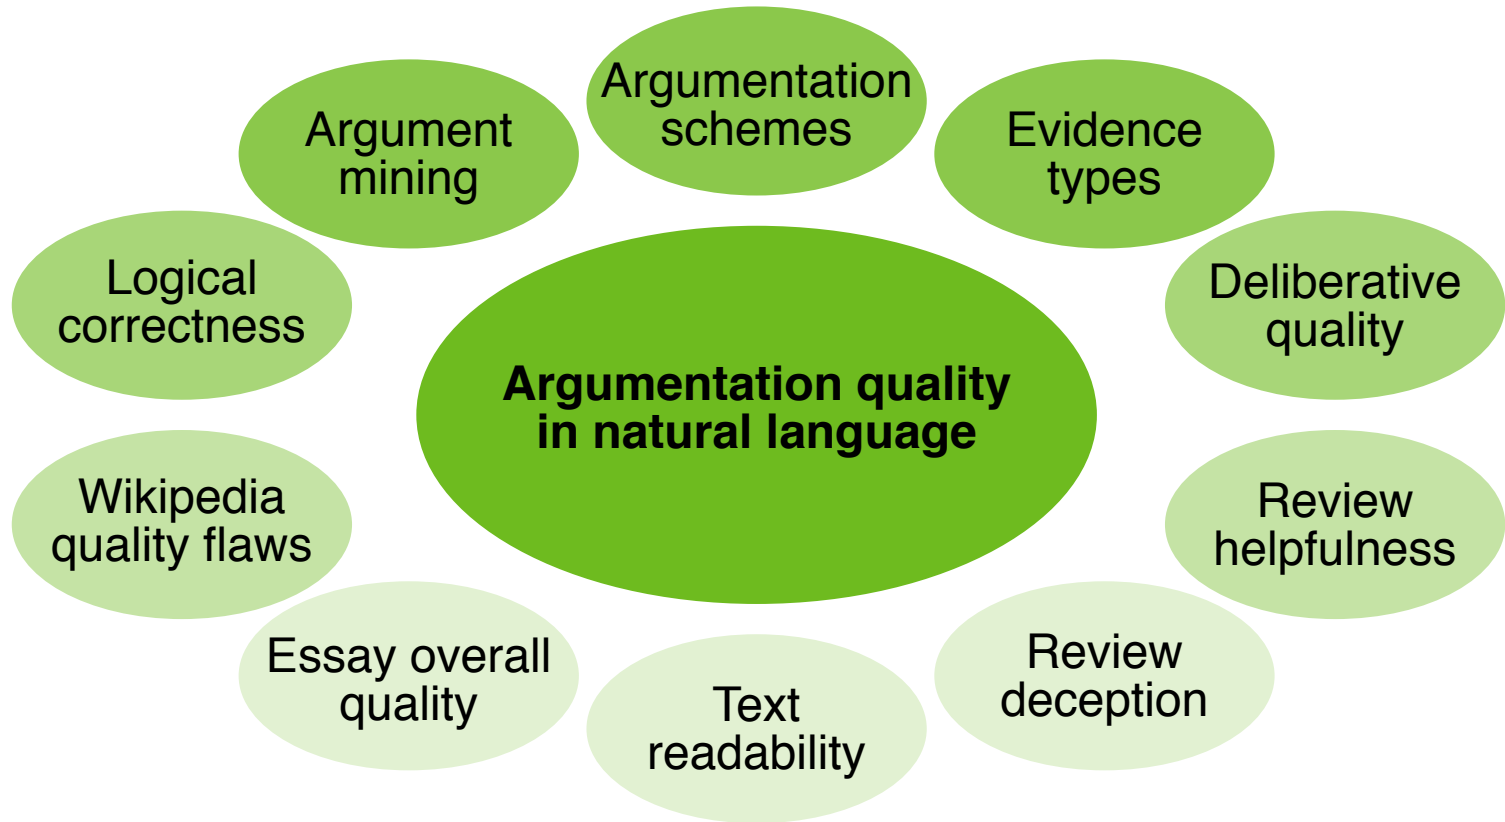 Argumentation
schemes
Argument
mining
Evidence
types
Logical
correctness
Deliberative
quality
Argumentation quality
in natural language
Wikipedia
quality flaws
Review
helpfulness
Essay overall
quality
Text
readability
Review
deception